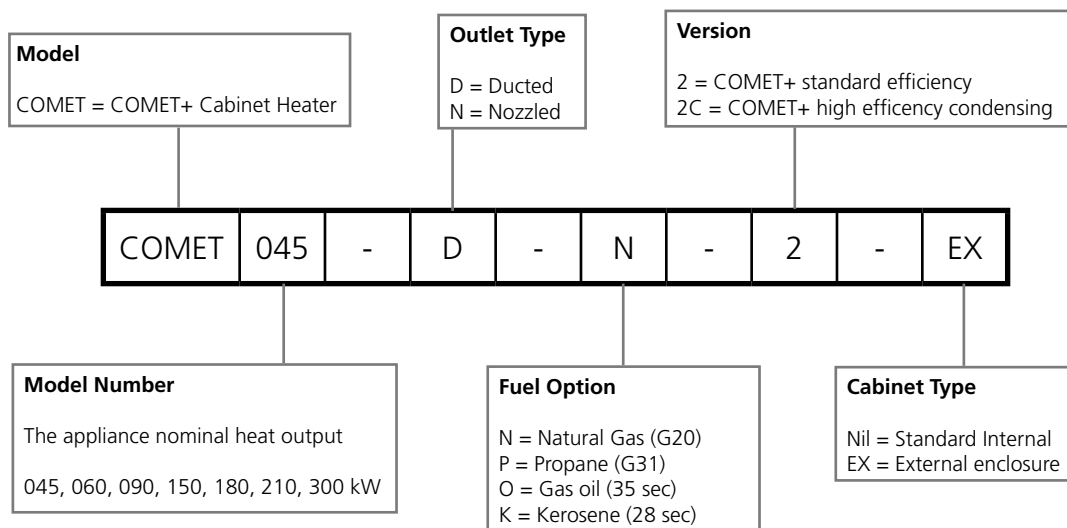 Model
COMET = COMET+ Cabinet Heater
Outlet Type
D = Ducted
N = Nozzled
Version
2 = COMET+ standard efficiency
2C = COMET+ high efficency condensing
COMET 045 - D - N - 2 - EX
Model Number
The appliance nominal heat output
045, 060, 090, 150, 180, 210, 300 kW
Fuel Option
N = Natural Gas (G20)
P = Propane (G31)
O = Gas oil (35 sec)
K = Kerosene (28 sec)
Cabinet Type
Nil = Standard Internal
EX = External enclosure